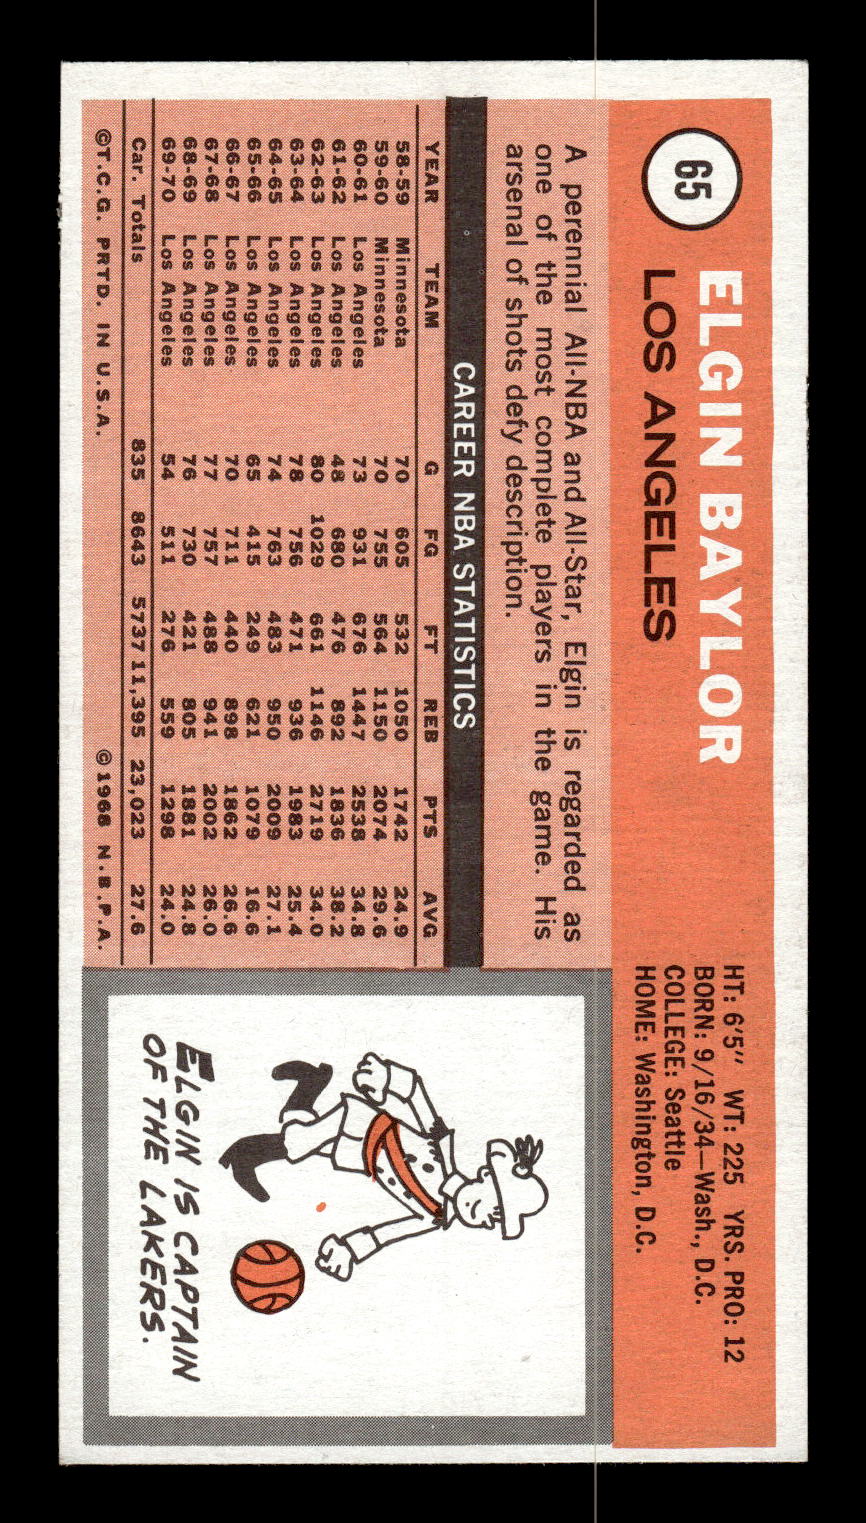 65
ELGIN BAYLOR
LOS ANGELES
HT: 6'5" WT: 225 YRS. PRO: 12
BORN: 9/16/34—Wash., D.C.
COLLEGE: Seattle
HOME: Washington, D.C.
A perennial All-NBA and All-Star, Elgin is regarded as
one of the most complete players in the game. His
arsenal of shots defy description.
CAREER NBA STATISTICS
YEAR TEAM G FG FT REB PTS AVG
58-59 Minnesota 70 605 532 1050 1742 24.9
59-60 Minnesota 70 755 564 1150 2074 29.6
60-61 Los Angeles 73 931 676 1447 2538 34.8
61-62 Los Angeles 48 680 476 892 1836 38.2
62-63 Los Angeles 80 1029 661 1146 2719 34.0
63-64 Los Angeles 78 756 471 936 1983 25.4
64-65 Los Angeles 74 763 483 950 2009 27.1
65-66 Los Angeles 65 415 249 621 1079 16.6
66-67 Los Angeles 70 711 440 898 1862 26.6
67-68 Los Angeles 77 757 488 941 2002 26.0
68-69 Los Angeles 76 730 421 805 1881 24.8
69-70 Los Angeles 54 511 276 559 1298 24.0
Car. Totals 835 8643 5737 11,395 23,023 27.6
©T.C.G. PRTD. IN U.S.A. ©1968 N.B.P.A.
ELGIN IS CAPTAIN
OF THE LAKERS.